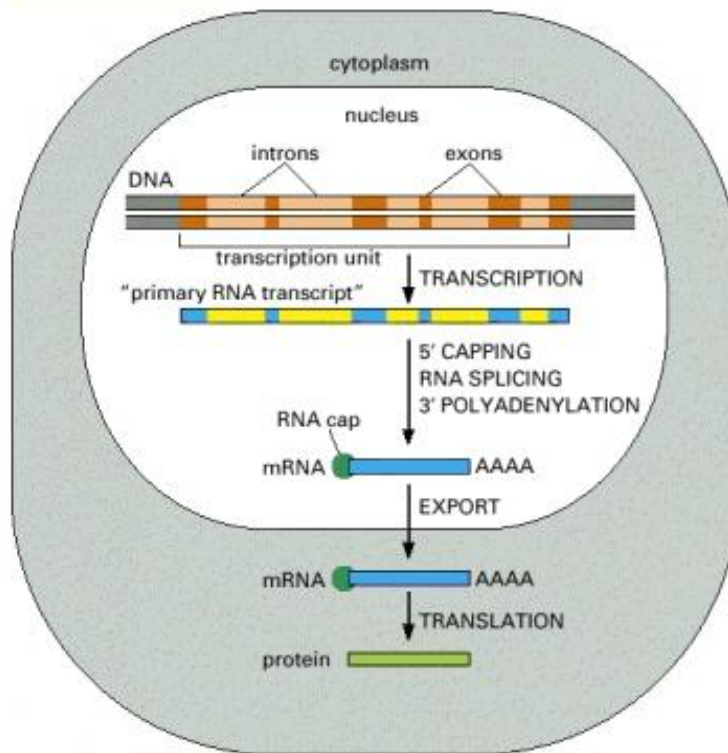 cytoplasm
nucleus
introns exons
DNA
transcription unit
TRANSCRIPTION
"primary RNA transcript"
5′ CAPPING
RNA SPLICING
3′ POLYADENYLATION
RNA cap
mRNA AAAA
EXPORT
mRNA AAAA
TRANSLATION
protein